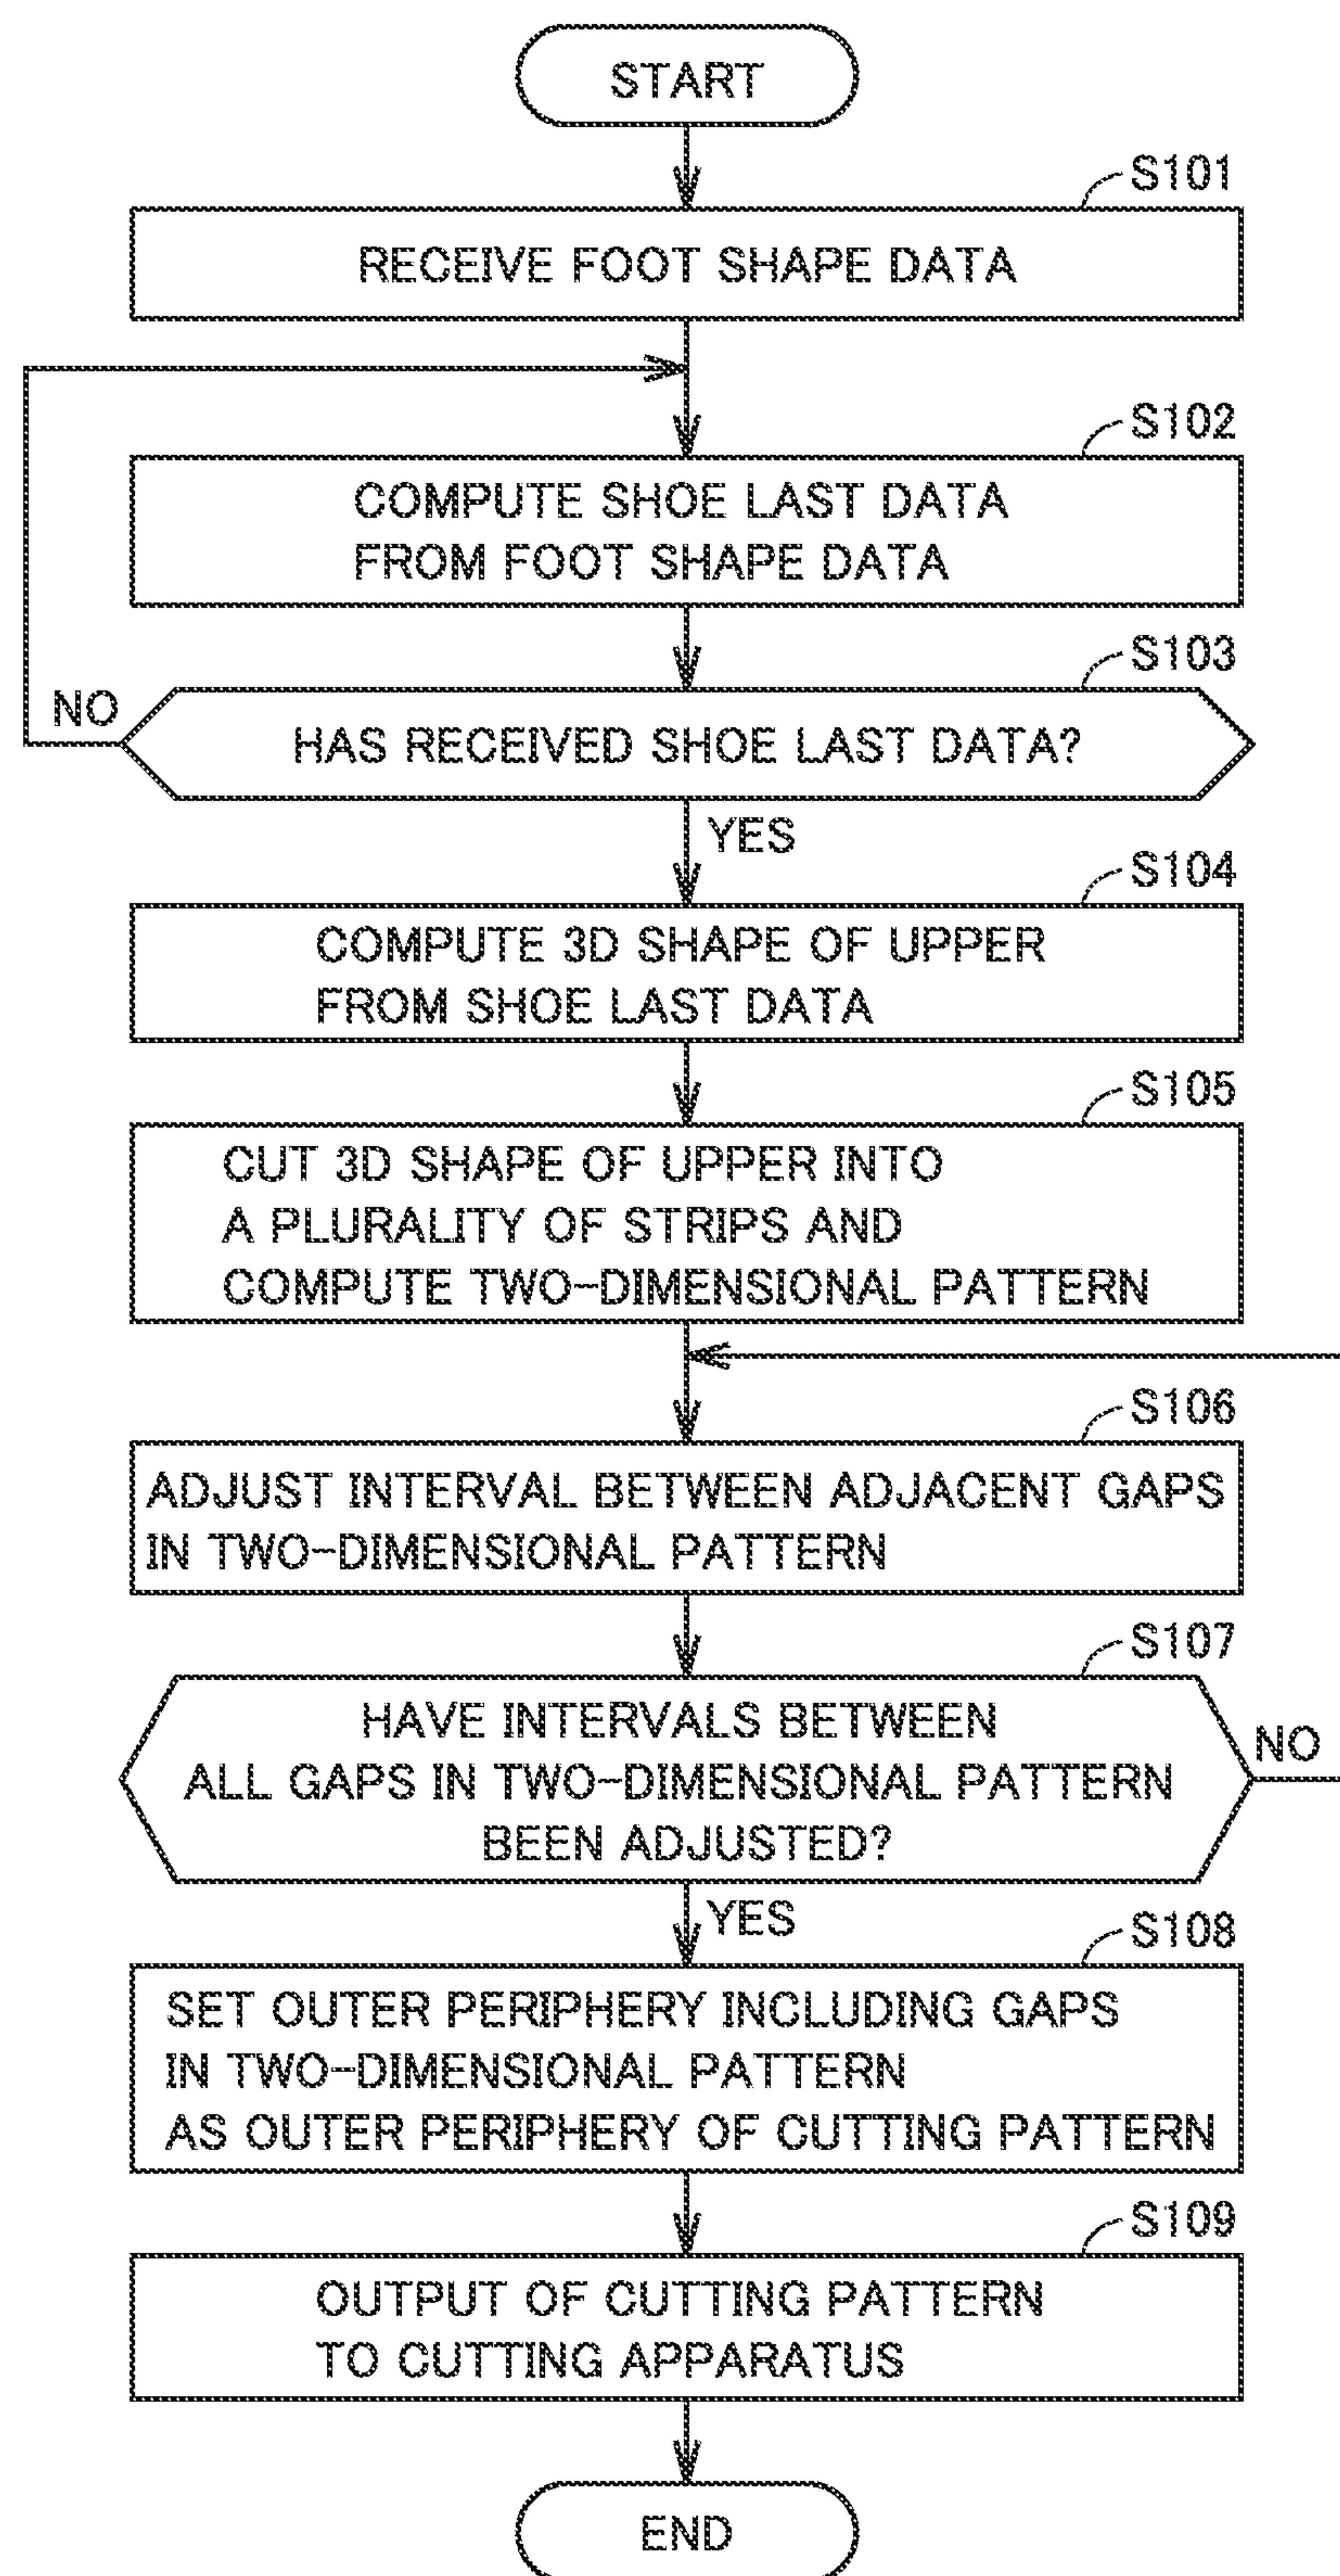 START
S101
RECEIVE FOOT SHAPE DATA
S102
COMPUTE SHOE LAST DATA
FROM FOOT SHAPE DATA
S103
NO
HAS RECEIVED SHOE LAST DATA?
YES
S104
COMPUTE 3D SHAPE OF UPPER
FROM SHOE LAST DATA
S105
CUT 3D SHAPE OF UPPER INTO
A PLURALITY OF STRIPS AND
COMPUTE TWO-DIMENSIONAL PATTERN
S106
ADJUST INTERVAL BETWEEN ADJACENT GAPS
IN TWO-DIMENSIONAL PATTERN
S107
HAVE INTERVALS BETWEEN
ALL GAPS IN TWO-DIMENSIONAL PATTERN
BEEN ADJUSTED?
NO
YES
S108
SET OUTER PERIPHERY INCLUDING GAPS
IN TWO-DIMENSIONAL PATTERN
AS OUTER PERIPHERY OF CUTTING PATTERN
S109
OUTPUT OF CUTTING PATTERN
TO CUTTING APPARATUS
END